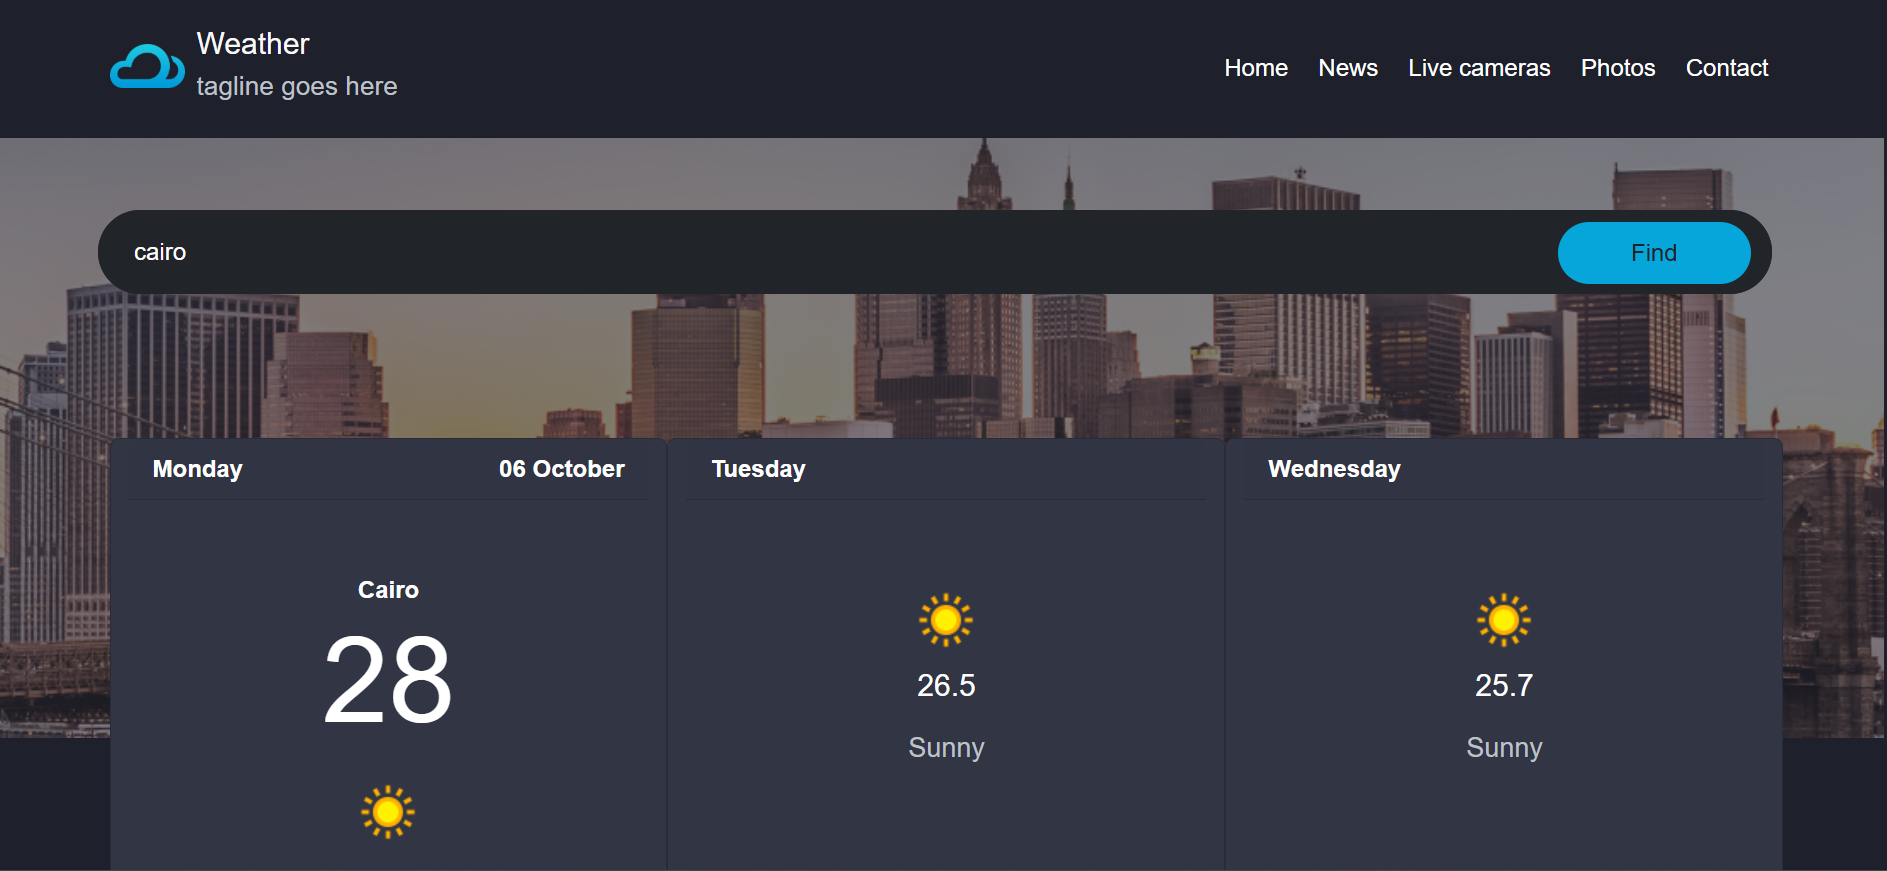 Weather
tagline goes here
Home News Live cameras Photos Contact
cairo
Find
Monday 06 October
Cairo
28
Tuesday
26.5
Sunny
Wednesday
25.7
Sunny